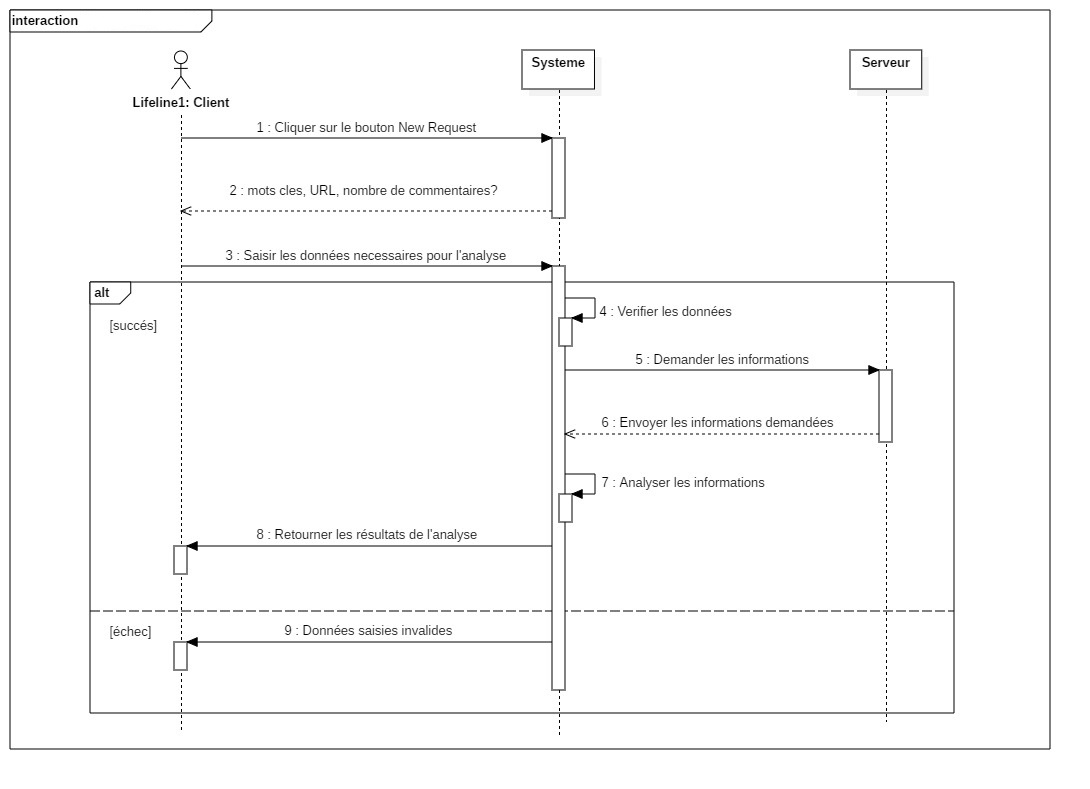 interaction
Systeme
Serveur
Lifeline1: Client
1 : Cliquer sur le bouton New Request
2 : mots cles, URL, nombre de commentaires?
3 : Saisir les données necessaires pour l'analyse
alt
4 : Verifier les données
[succés]
5 : Demander les informations
6 : Envoyer les informations demandées
7 : Analyser les informations
8 : Retourner les résultats de l'analyse
[échec]
9 : Données saisies invalides